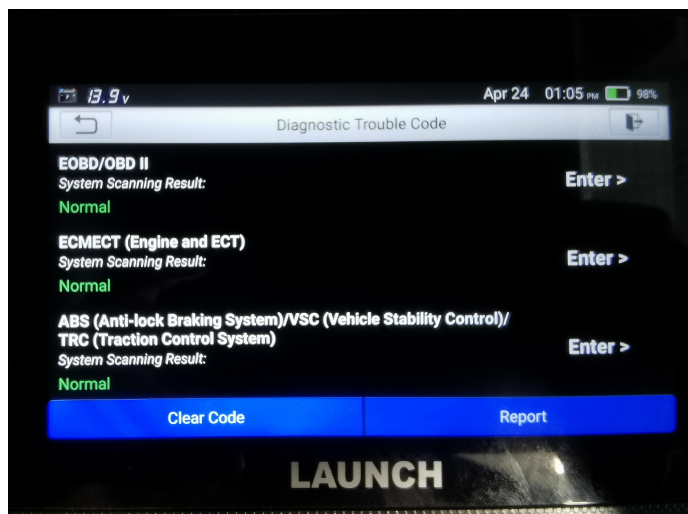 13.9 v
Apr 24 01:05 PM 98%
Diagnostic Trouble Code
EOBD/OBD II
System Scanning Result:
Enter >
Normal
ECMECT (Engine and ECT)
System Scanning Result:
Enter >
Normal
ABS (Anti-lock Braking System)/VSC (Vehicle Stability Control)/
TRC (Traction Control System)
System Scanning Result:
Enter >
Normal
Clear Code
Report
LAUNCH